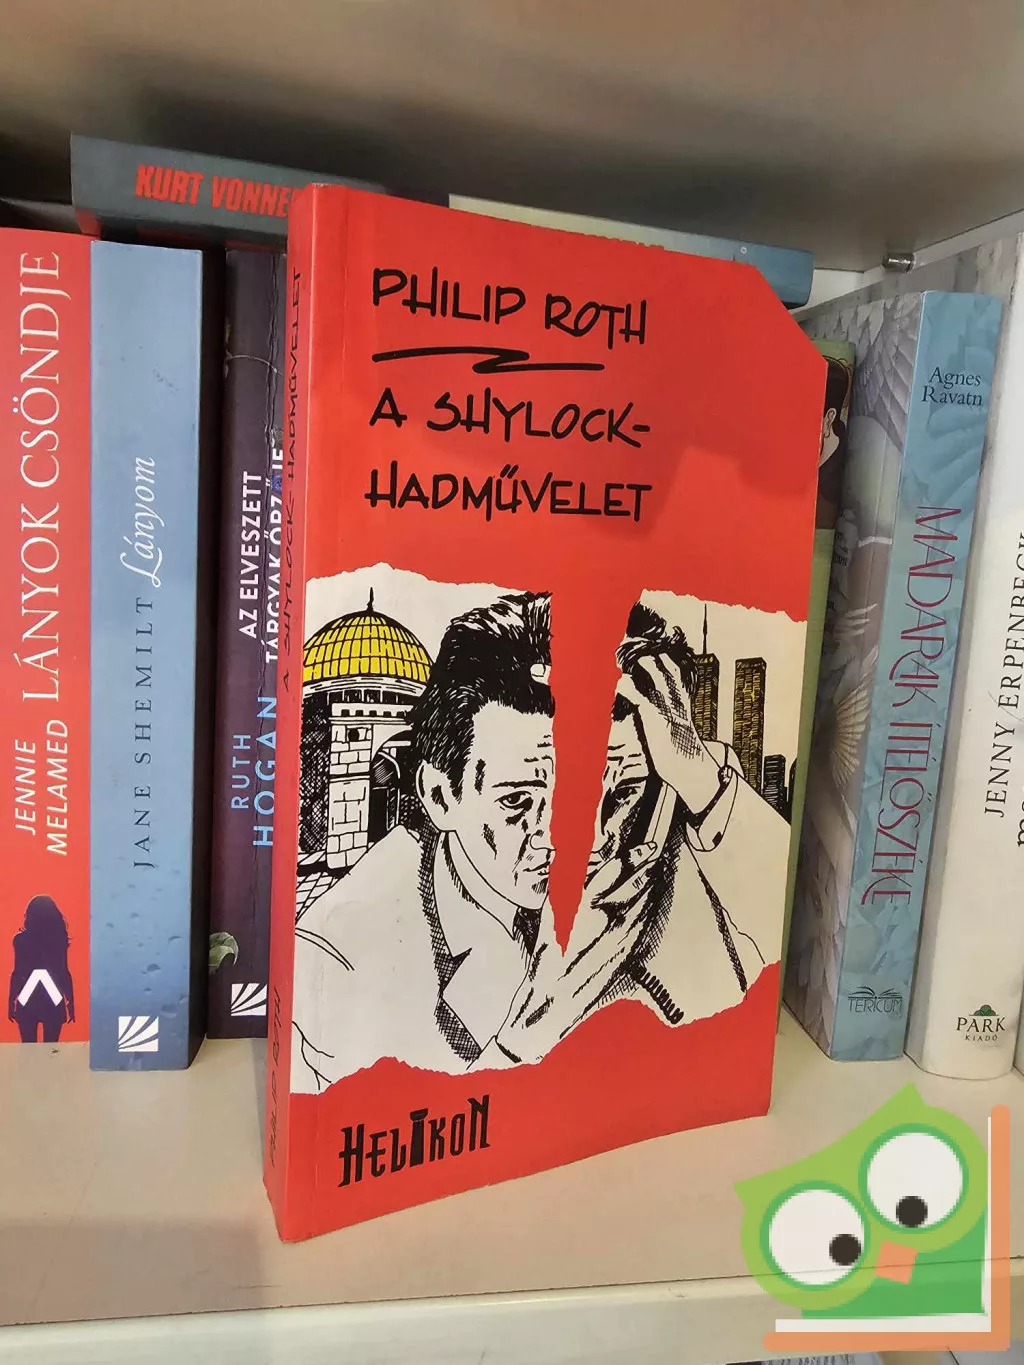 KURT VONNE
JENNIE
MELAMED
LÁNYOK CSÖNDJE
JANE SHEMILT
Lányom
RUTH
HOGAN
AZ ELVESZETT
TÁRGYAK ŐRZŐJE
PHILIP ROTH
A SHYLOCK-HADMŰVELET
PHILIP ROTH
A SHYLOCK-
HADMŰVELET
HELIKON
Agnes
Ravatn
MADARAK ÍTÉLŐSZÉKE
TERICUM
JENNY ERPENBECK
PARK
KIADÓ